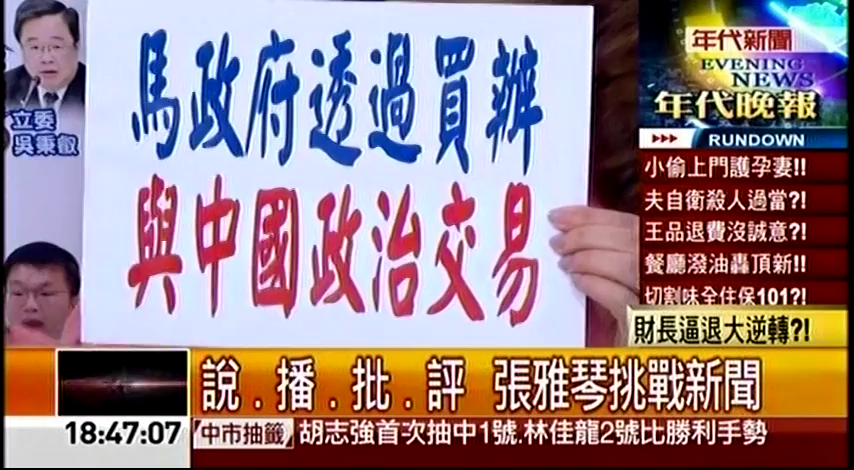 立委
吳秉叡
馬政府透過買辦
與中國政治交易
年代新聞
EVENING
NEWS
年代晚報
RUNDOWN
小偷上門護孕妻!!
夫自衛殺人過當?!
王品退費沒誠意?!
餐廳潑油轟頂新!!
切割味全住保101?!
財長逼退大逆轉?!
說.播.批.評 張雅琴挑戰新聞
18:47:07
中市抽籤
胡志強首次抽中1號.林佳龍2號比勝利手勢